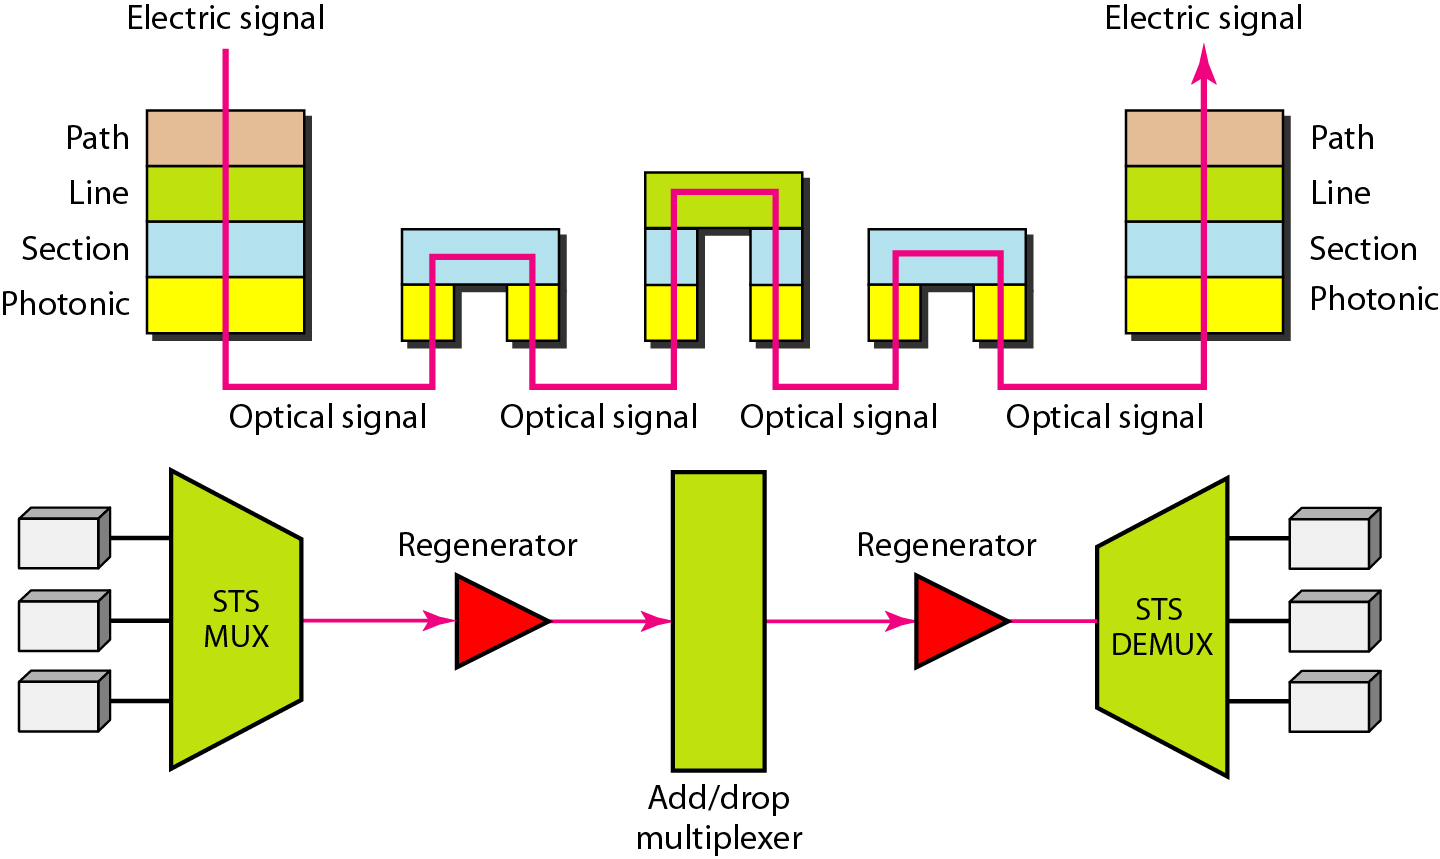 Electric signal
Electric signal
Path
Path
Line
Line
Section
Section
Photonic
Photonic
Optical signal
Optical signal
Optical signal
Optical signal
Regenerator
Regenerator
STS
MUX
STS
DEMUX
Add/drop
multiplexer